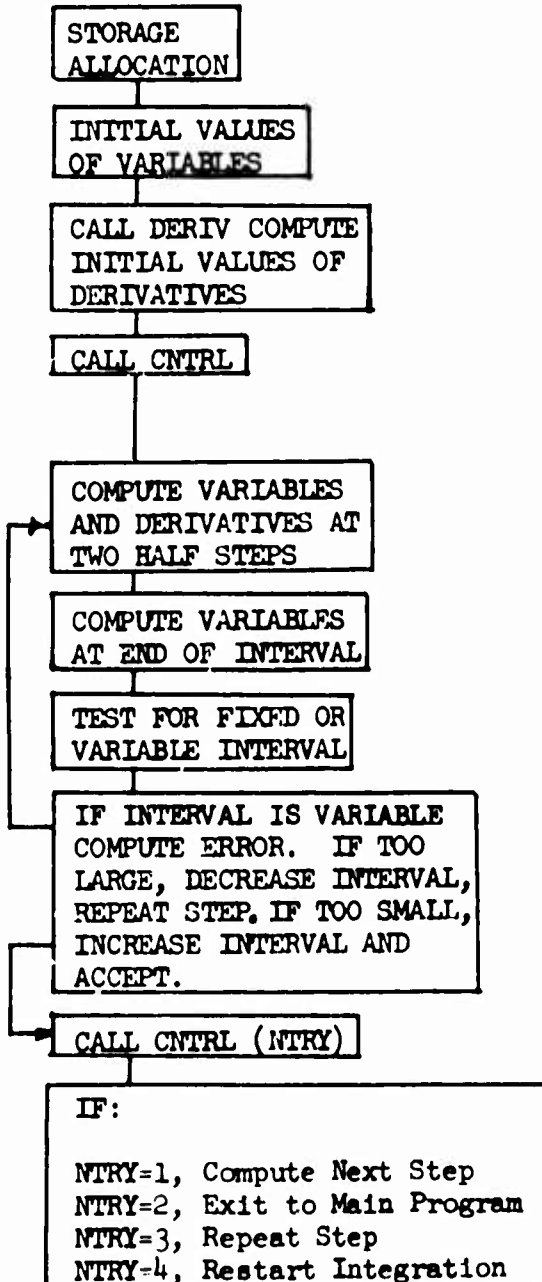 STORAGE
ALLOCATION
INITIAL VALUES
OF VARIABLES
CALL DERIV COMPUTE
INITIAL VALUES OF
DERIVATIVES
CALL CNTRL
COMPUTE VARIABLES
AND DERIVATIVES AT
TWO HALF STEPS
COMPUTE VARIABLES
AT END OF INTERVAL
TEST FOR FIXED OR
VARIABLE INTERVAL
IF INTERVAL IS VARIABLE
COMPUTE ERROR. IF TOO
LARGE, DECREASE INTERVAL,
REPEAT STEP. IF TOO SMALL,
INCREASE INTERVAL AND
ACCEPT.
CALL CNTRL (NTRY)
IF:
NTRY=1, Compute Next Step
NTRY=2, Exit to Main Program
NTRY=3, Repeat Step
NTRY=4, Restart Integration